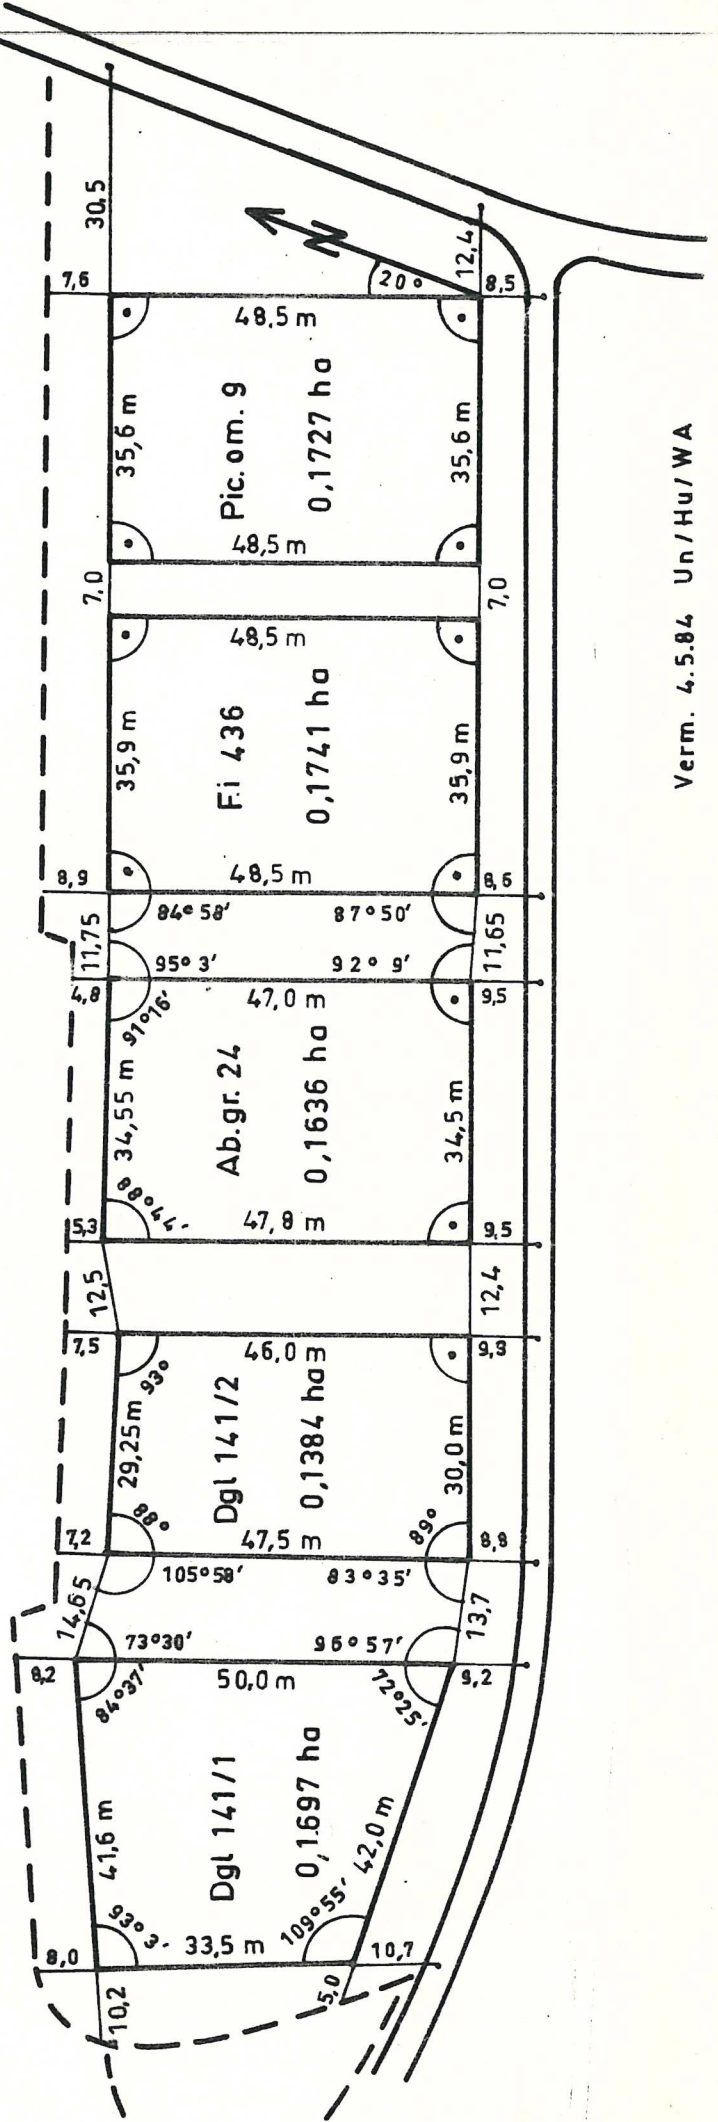 30,5
12,4
20°
7,6
8,5
48,5 m
35,6 m
Pic. om. 9
0,1727 ha
35,6 m
48,5 m
7,0
7,0
48,5 m
35,9 m
Fi 436
0,1741 ha
35,9 m
48,5 m
8,9
8,6
84° 58′
87° 50′
11,75
11,65
95° 3′
92° 9′
4,8
47,0 m
9,5
91°16′
34,55 m
Ab.gr. 24
0,1636 ha
34,5 m
47,8 m
5,3
9,5
12,5
12,4
7,5
46,0 m
93°
29,25 m
Dgl 141/2
0,1384 ha
30,0 m
88°
89°
47,5 m
7,2
8,8
105°58′
83°35′
14,65
13,7
73°30′
96°57′
8,2
50,0 m
9,2
84°37′
72°25′
41,6 m
Dgl 141/1
0,1697 ha
42,0 m
93° 3′
109°55′
33,5 m
8,0
10,7
10,2
5,0
Verm. 4.5.84 Un/Hu/WA